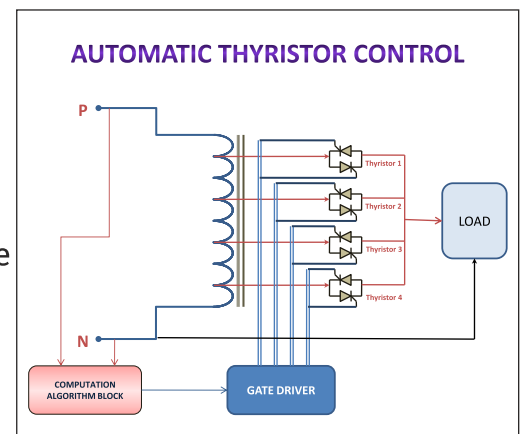 AUTOMATIC THYRISTOR CONTROL
P
Thyristor 1
Thyristor 2
LOAD
Thyristor 3
e
Thyristor 4
N
COMPUTATION
ALGORITHM BLOCK
GATE DRIVER